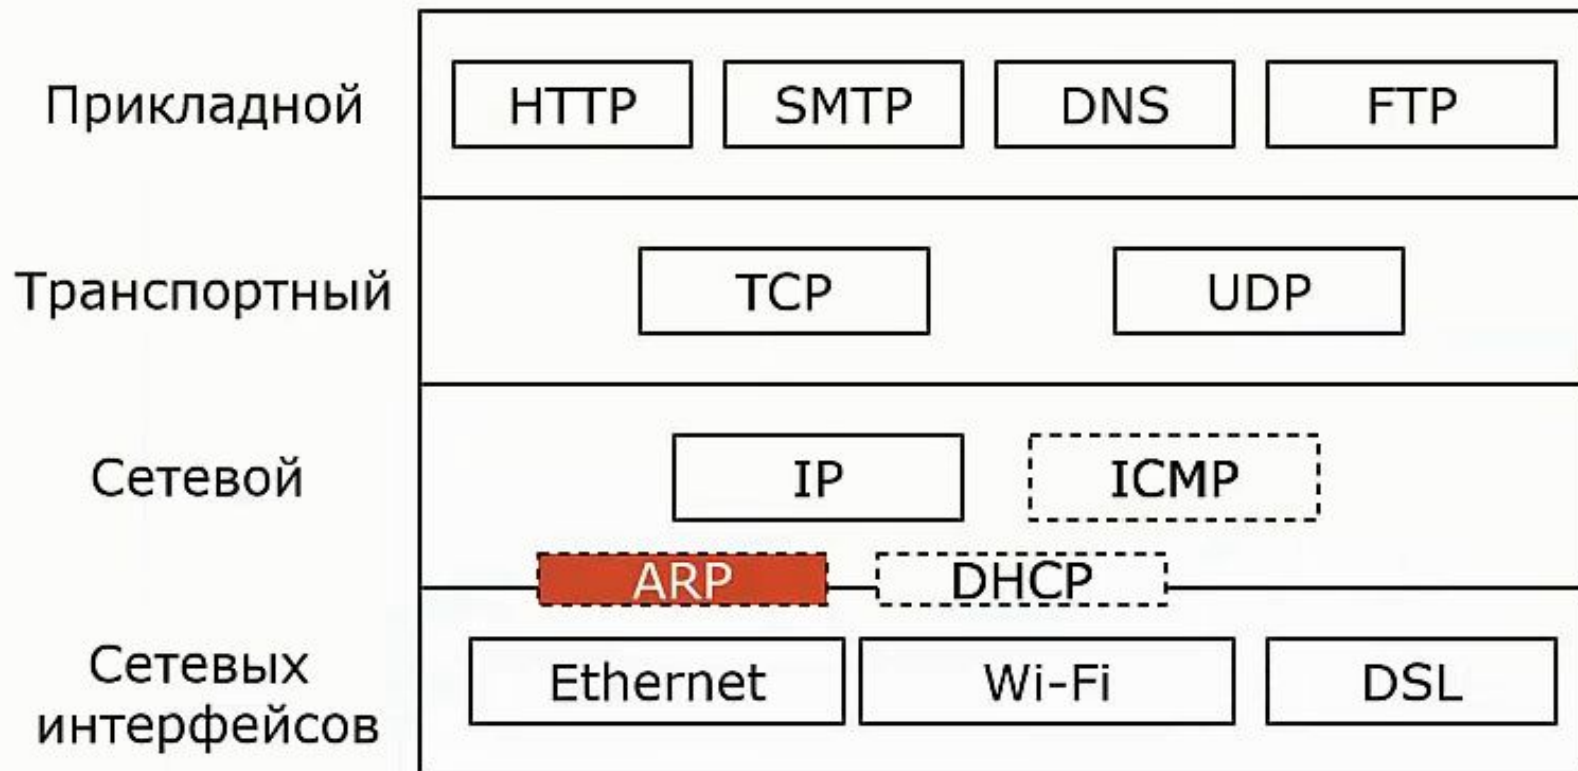 Прикладной
HTTP SMTP DNS FTP
Транспортный
TCP UDP
Сетевой
IP ICMP
ARP DHCP
Сетевых
интерфейсов
Ethernet Wi-Fi DSL